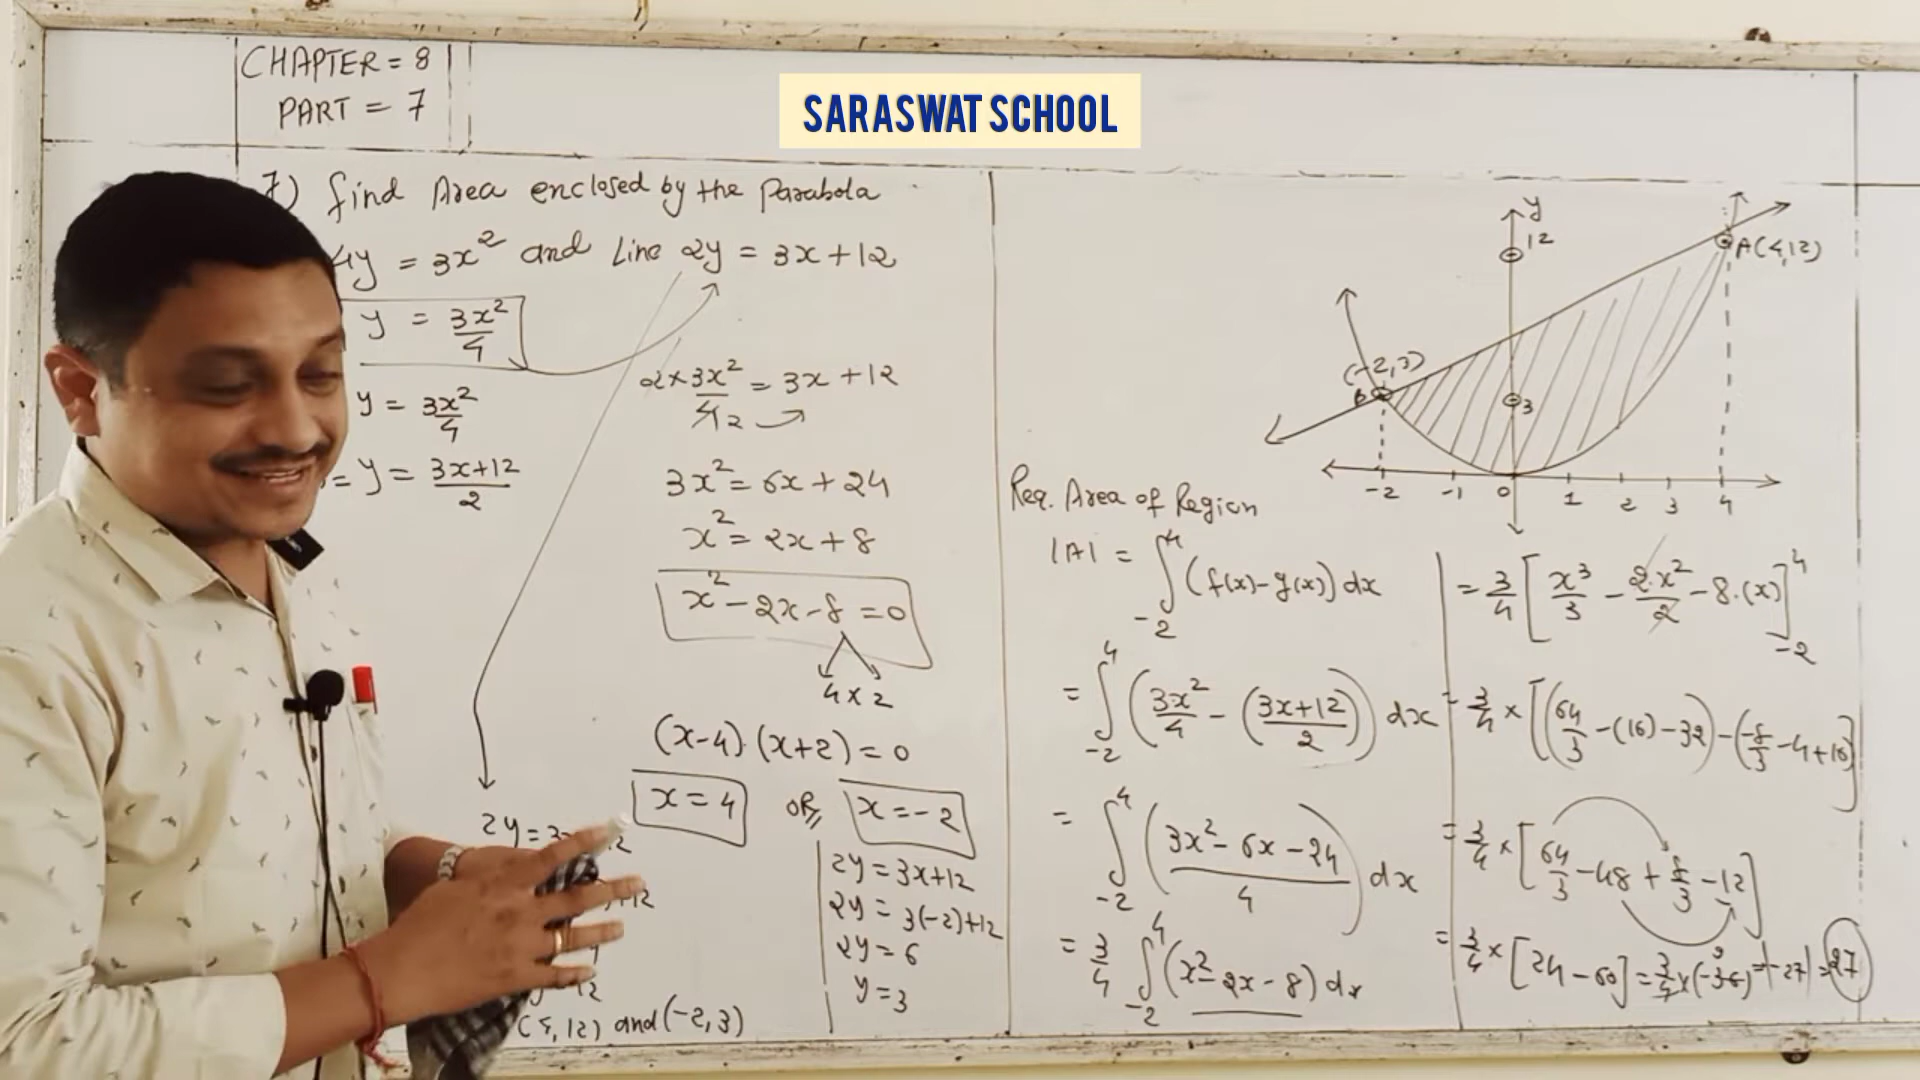 CHAPTER = 8
PART = 7
SARASWAT SCHOOL
7) find Area enclosed by the Parabola
4y = 3x² and Line 2y = 3x+12
y = 3x²/4
y = 3x²/4
= y = 3x+12/2
2×3x²/4 2 = 3x+12
3x² = 6x+24
x² = 2x+8
x²-2x-8=0
4×2
(x-4).(x+2)=0
x=4 OR x=-2
2y = 3x+12
2y = 3(-2)+12
2y = 6
y = 3
and (-2,3)
y
12
A(4,12)
(-2,3)
B
3
-2 -1 0 1 2 3 4
Req. Area of Region
|A| = ∫₋₂⁴ (f(x)-g(x)) dx
= ∫₋₂⁴ (3x²/4 - (3x+12/2)) dx
= ∫₋₂⁴ (3x²-6x-24/4) dx
= 3/4 ∫₋₂⁴ (x²-2x-8) dx
= 3/4 [x³/3 - 2.x²/2 - 8.(x)]₋₂⁴
= 3/4 × [(64/3 -(16)-32) - (-8/3 -4+16)]
= 3/4 × [64/3 -48 + 8/3 -12]
= 3/4 × [24-60] = 3/4 × (-36) = |-27| = 27